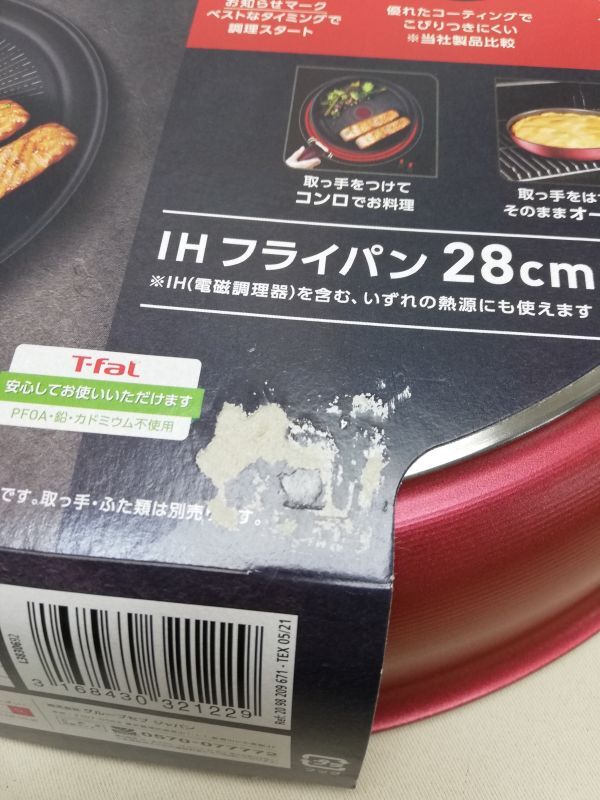 お知らせマーク
ベストなタイミングで
調理スタート
優れたコーティングで
こびりつきにくい
※当社製品比較
取っ手をつけて
コンロでお料理
取っ手をは
そのままオー
IH フライパン 28cm
※IH(電磁調理器)を含む、いずれの熱源にも使えます
T-fal
安心してお使いいただけます
PFOA・鉛・カドミウム不使用
です。取っ手・ふた類は別売 す。
3 168430 321229
L3830692
Ref: 20 98 209 671 - TEX 05/21
株式会社 グループセブ ジャパン
0570-077772